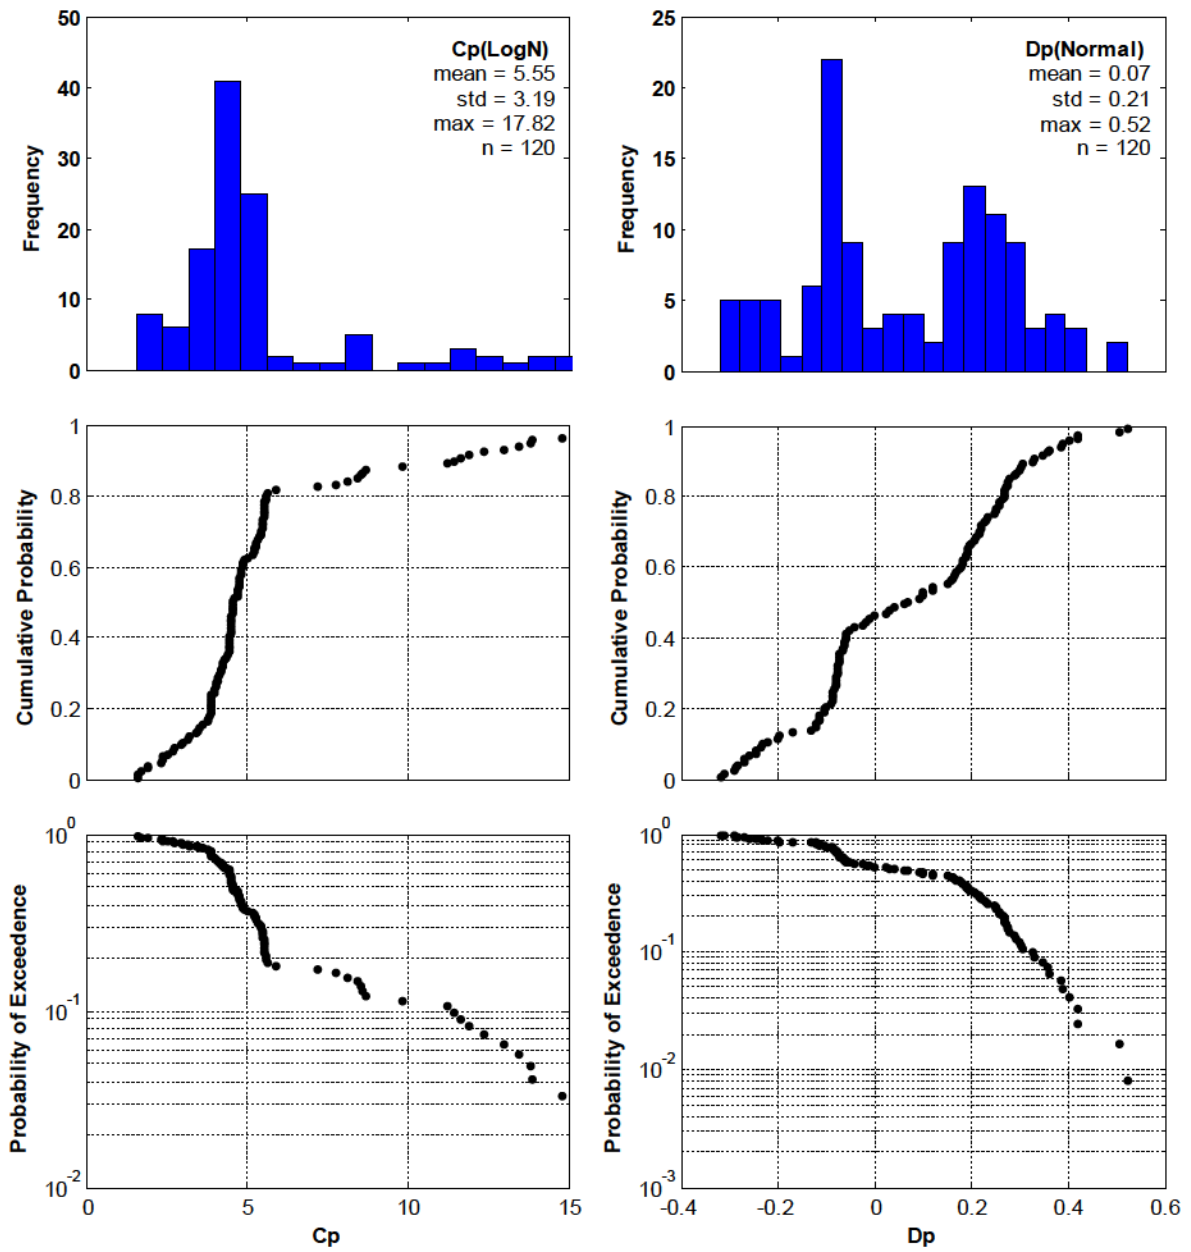 50
40
30
20
10
0
Frequency
Cp(LogN)
mean = 5.55
std = 3.19
max = 17.82
n = 120
25
20
15
10
5
0
Frequency
Dp(Normal)
mean = 0.07
std = 0.21
max = 0.52
n = 120
1
0.8
0.6
0.4
0.2
0
Cumulative Probability
1
0.8
0.6
0.4
0.2
0
Cumulative Probability
10^0
10^-1
10^-2
Probability of Exceedence
0 5 10 15
Cp
10^0
10^-1
10^-2
10^-3
Probability of Exceedence
-0.4 -0.2 0 0.2 0.4 0.6
Dp